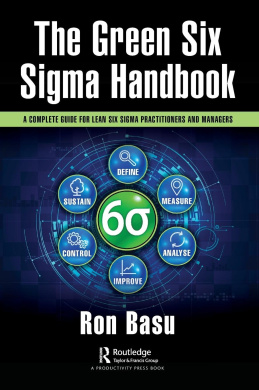 The Green Six
Sigma Handbook
A COMPLETE GUIDE FOR LEAN SIX SIGMA PRACTITIONERS AND MANAGERS
DEFINE
SUSTAIN
MEASURE
6σ
CONTROL
ANALYSE
IMPROVE
Ron Basu
Routledge
Taylor & Francis Group
A PRODUCTIVITY PRESS BOOK